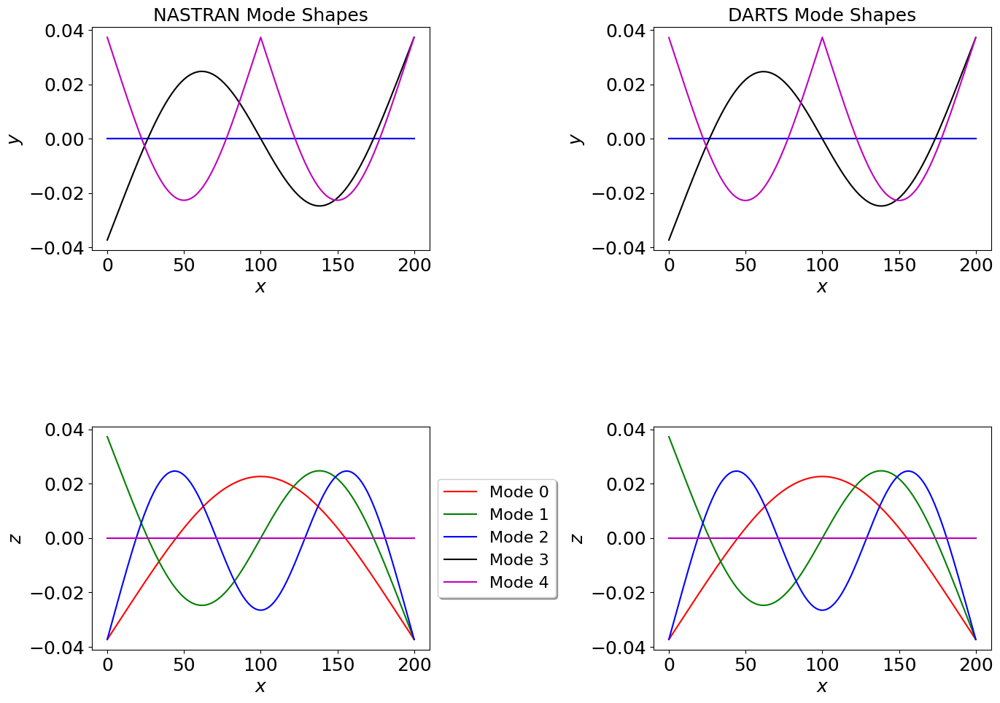 NASTRAN Mode Shapes
0.04
0.02
0.00
−0.02
−0.04
y
0 50 100 150 200
x
DARTS Mode Shapes
0.04
0.02
0.00
−0.02
−0.04
y
0 50 100 150 200
x
0.04
0.02
0.00
−0.02
−0.04
z
0 50 100 150 200
x
Mode 0
Mode 1
Mode 2
Mode 3
Mode 4
0.04
0.02
0.00
−0.02
−0.04
z
0 50 100 150 200
x